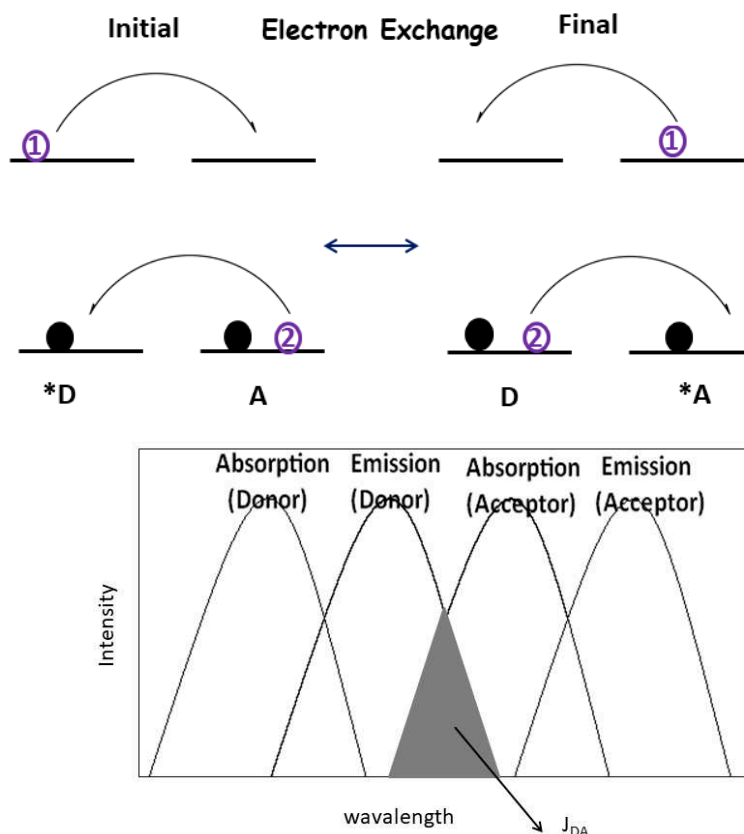 Initial Electron Exchange Final
1 1
2 2
*D A D *A
Absorption Emission Absorption Emission
(Donor) (Donor) (Acceptor) (Acceptor)
Intensity
wavalength
JDA